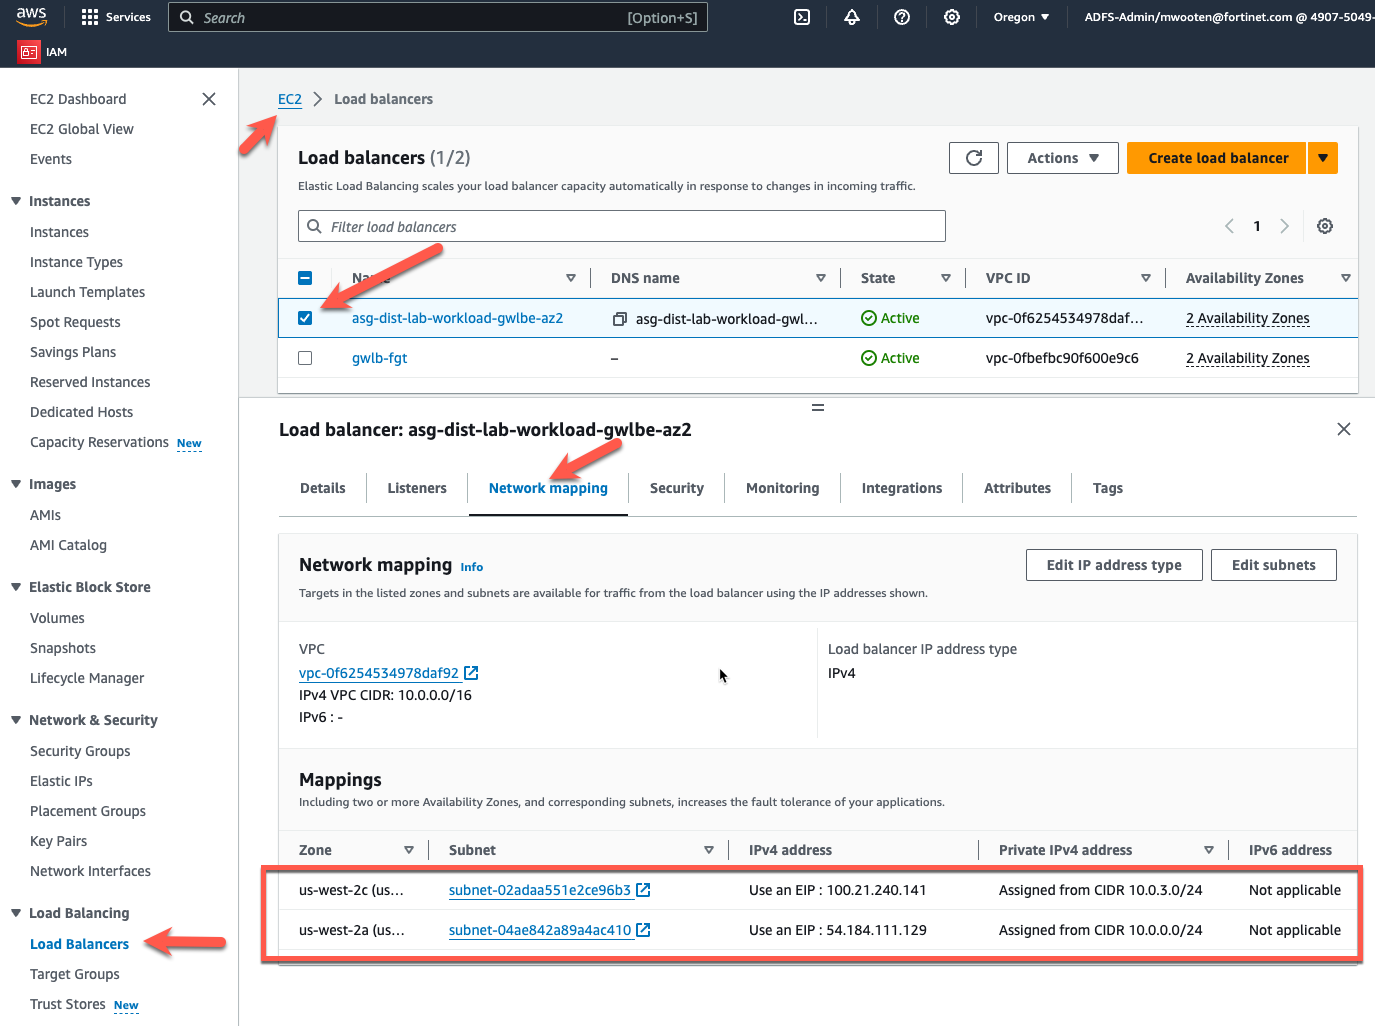 aws
Services
Search
[Option+S]
Oregon
ADFS-Admin/mwooten@fortinet.com @ 4907-5049-
IAM
EC2 Dashboard
EC2 Global View
Events
Instances
Instances
Instance Types
Launch Templates
Spot Requests
Savings Plans
Reserved Instances
Dedicated Hosts
Capacity Reservations New
Images
AMIs
AMI Catalog
Elastic Block Store
Volumes
Snapshots
Lifecycle Manager
Network & Security
Security Groups
Elastic IPs
Placement Groups
Key Pairs
Network Interfaces
Load Balancing
Load Balancers
Target Groups
Trust Stores New
EC2 > Load balancers
Load balancers (1/2)
Actions
Create load balancer
Elastic Load Balancing scales your load balancer capacity automatically in response to changes in incoming traffic.
Filter load balancers
1
DNS name State VPC ID Availability Zones
asg-dist-lab-workload-gwlbe-az2 asg-dist-lab-workload-gwl... Active vpc-0f6254534978daf... 2 Availability Zones
gwlb-fgt – Active vpc-0fbefbc90f600e9c6 2 Availability Zones
Load balancer: asg-dist-lab-workload-gwlbe-az2
Details Listeners Network mapping Security Monitoring Integrations Attributes Tags
Network mapping Info
Edit IP address type
Edit subnets
Targets in the listed zones and subnets are available for traffic from the load balancer using the IP addresses shown.
VPC
vpc-0f6254534978daf92
IPv4 VPC CIDR: 10.0.0.0/16
IPv6 : -
Load balancer IP address type
IPv4
Mappings
Including two or more Availability Zones, and corresponding subnets, increases the fault tolerance of your applications.
Zone Subnet IPv4 address Private IPv4 address IPv6 address
us-west-2c (us... subnet-02adaa551e2ce96b3 Use an EIP : 100.21.240.141 Assigned from CIDR 10.0.3.0/24 Not applicable
us-west-2a (us... subnet-04ae842a89a4ac410 Use an EIP : 54.184.111.129 Assigned from CIDR 10.0.0.0/24 Not applicable